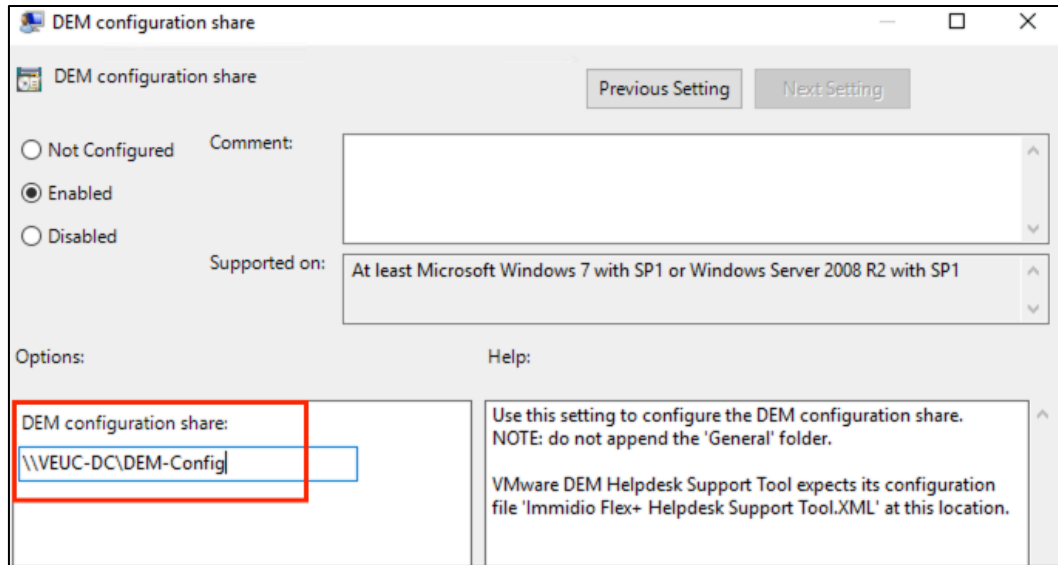 DEM configuration share
DEM configuration share
Previous Setting
Next Setting
Not Configured
Comment:
Enabled
Disabled
Supported on:
At least Microsoft Windows 7 with SP1 or Windows Server 2008 R2 with SP1
Options:
Help:
DEM configuration share:
\\VEUC-DC\DEM-Config
Use this setting to configure the DEM configuration share.
NOTE: do not append the 'General' folder.
VMware DEM Helpdesk Support Tool expects its configuration
file 'Immidio Flex+ Helpdesk Support Tool.XML' at this location.